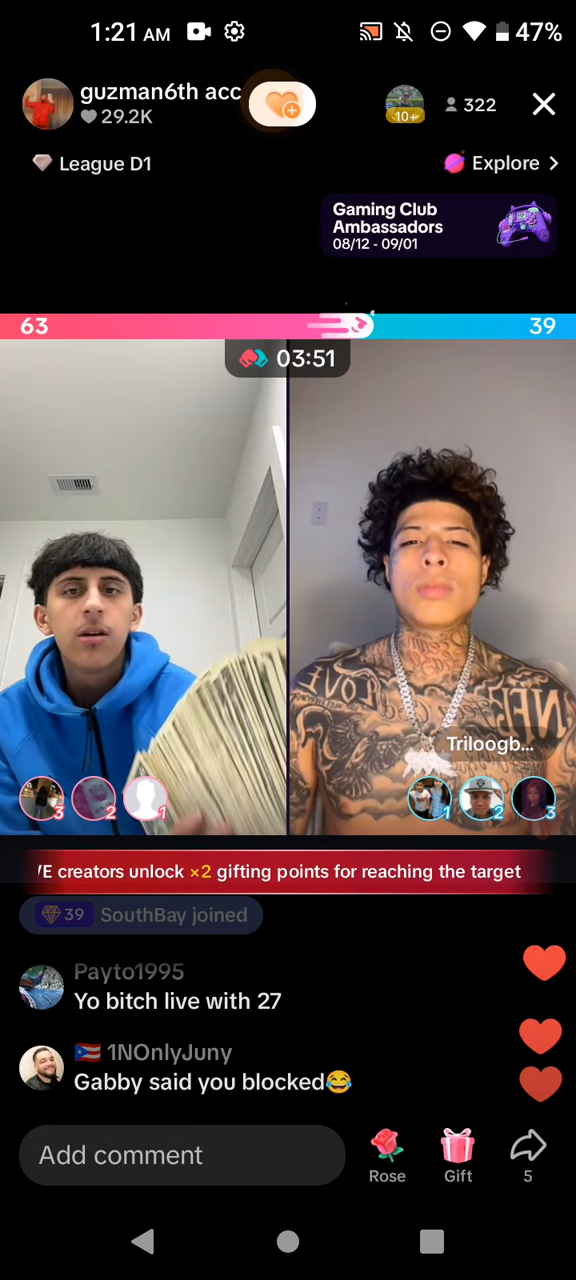 1:21 AM
47%
guzman6th acc
29.2K
10+
322
League D1
Explore >
Gaming Club
Ambassadors
08/12 - 09/01
63
39
03:51
LOVE
Triloogb...
3
2
1
1
2
3
/E creators unlock ×2 gifting points for reaching the target
39 SouthBay joined
Payto1995
Yo bitch live with 27
🇵🇷 1NOnlyJuny
Gabby said you blocked😂
Add comment
Rose
Gift
5